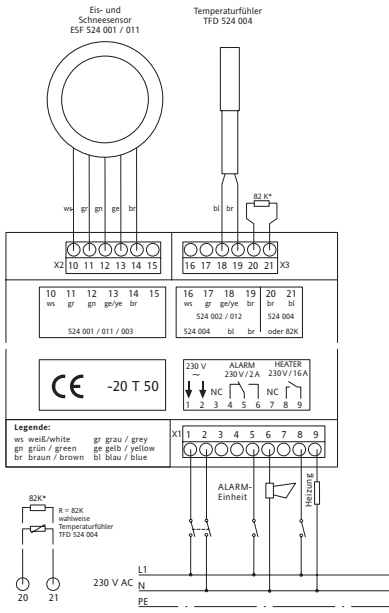 Eis- und
Schneesensor
ESF 524 001 / 011
Temperaturfühler
TFD 524 004
ws gr gn ge br
bl br
82 K*
X2 10 11 12 13 14 15
16 17 18 19 20 21 X3
10 11 12 13 14 15
ws gr gn ge/ye br
524 001 / 011 / 003
16 17 18 19 20 21
ws gr ge/ye br br bl
524 002 / 012 524 004
524 004 bl br oder 82K
CE -20 T 50
230 V ~
ALARM
230 V / 2 A
HEATER
230 V / 16 A
NC NC
1 2 3 4 5 6 7 8 9
Legende:
ws weiß/white gr grau / grey
gn grün / green ge gelb / yellow
br braun / brown bl blau / blue
X1 1 2 3 4 5 6 7 8 9
ALARM-
Einheit
Heizung
82K*
R = 82K
wahlweise
Temperaturfühler
TFD 524 004
20 21
230 V AC
L1
N
PE